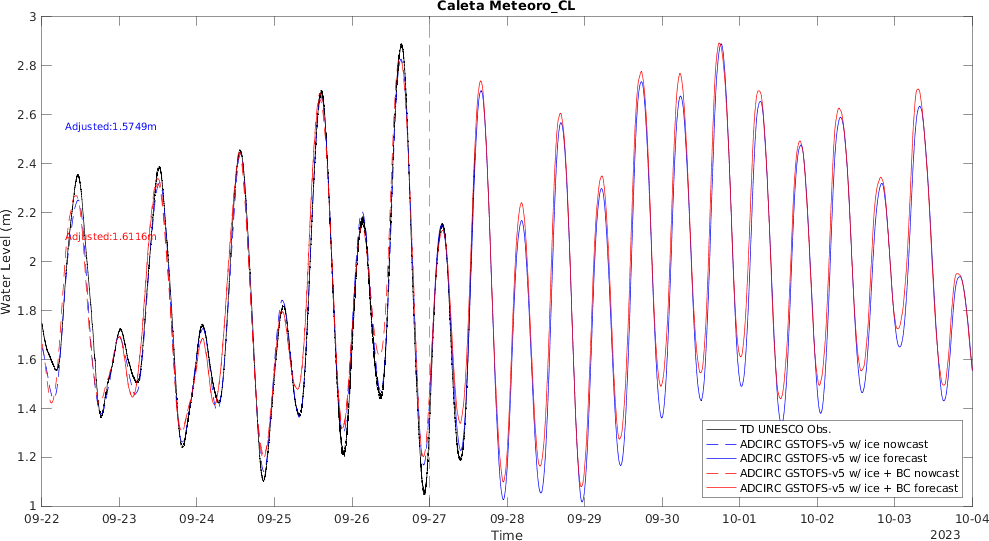 Caleta Meteoro_CL
3
2.8
2.6
2.4
2.2
2
1.8
1.6
1.4
1.2
1
Water Level (m)
Adjusted:1.5749m
Adjusted:1.6116m
TD UNESCO Obs.
ADCIRC GSTOFS-v5 w/ ice nowcast
ADCIRC GSTOFS-v5 w/ ice forecast
ADCIRC GSTOFS-v5 w/ ice + BC nowcast
ADCIRC GSTOFS-v5 w/ ice + BC forecast
09-22 09-23 09-24 09-25 09-26 09-27 09-28 09-29 09-30 10-01 10-02 10-03 10-04
Time
2023